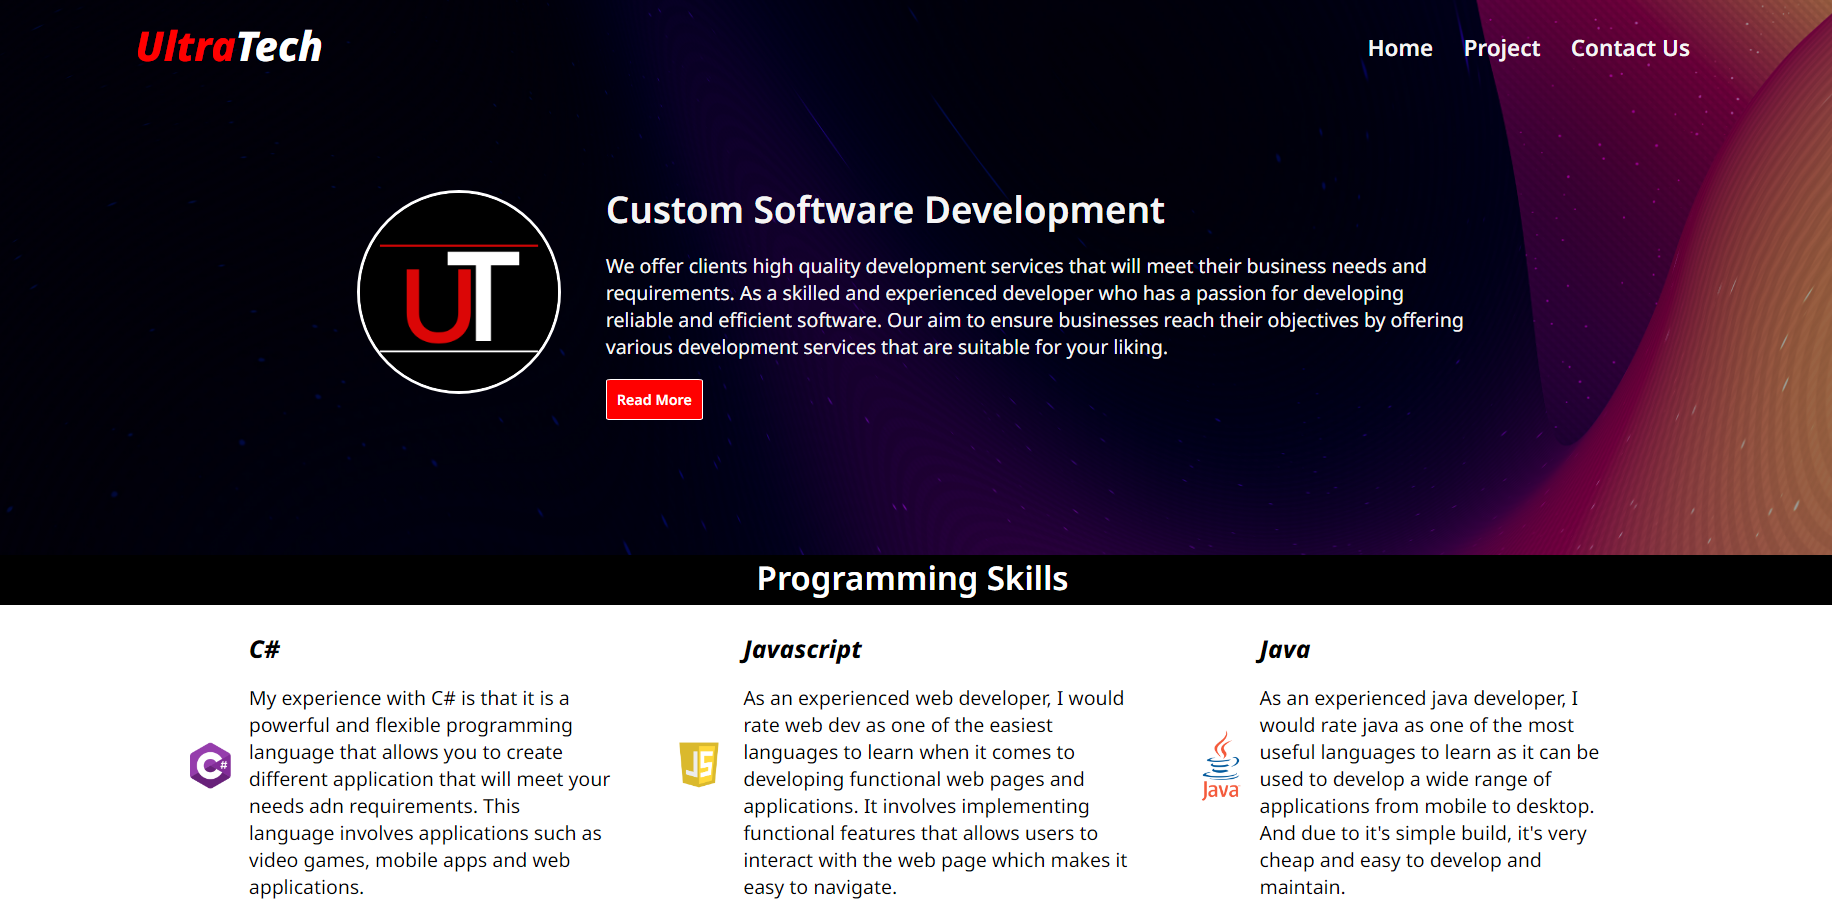 UltraTech
Home Project Contact Us
UT
Custom Software Development
We offer clients high quality development services that will meet their business needs and
requirements. As a skilled and experienced developer who has a passion for developing
reliable and efficient software. Our aim to ensure businesses reach their objectives by offering
various development services that are suitable for your liking.
Read More
Programming Skills
C#
My experience with C# is that it is a
powerful and flexible programming
language that allows you to create
different application that will meet your
needs adn requirements. This
language involves applications such as
video games, mobile apps and web
applications.
C#
Javascript
As an experienced web developer, I would
rate web dev as one of the easiest
languages to learn when it comes to
developing functional web pages and
applications. It involves implementing
functional features that allows users to
interact with the web page which makes it
easy to navigate.
JS
Java
As an experienced java developer, I
would rate java as one of the most
useful languages to learn as it can be
used to develop a wide range of
applications from mobile to desktop.
And due to it's simple build, it's very
cheap and easy to develop and
maintain.
Java